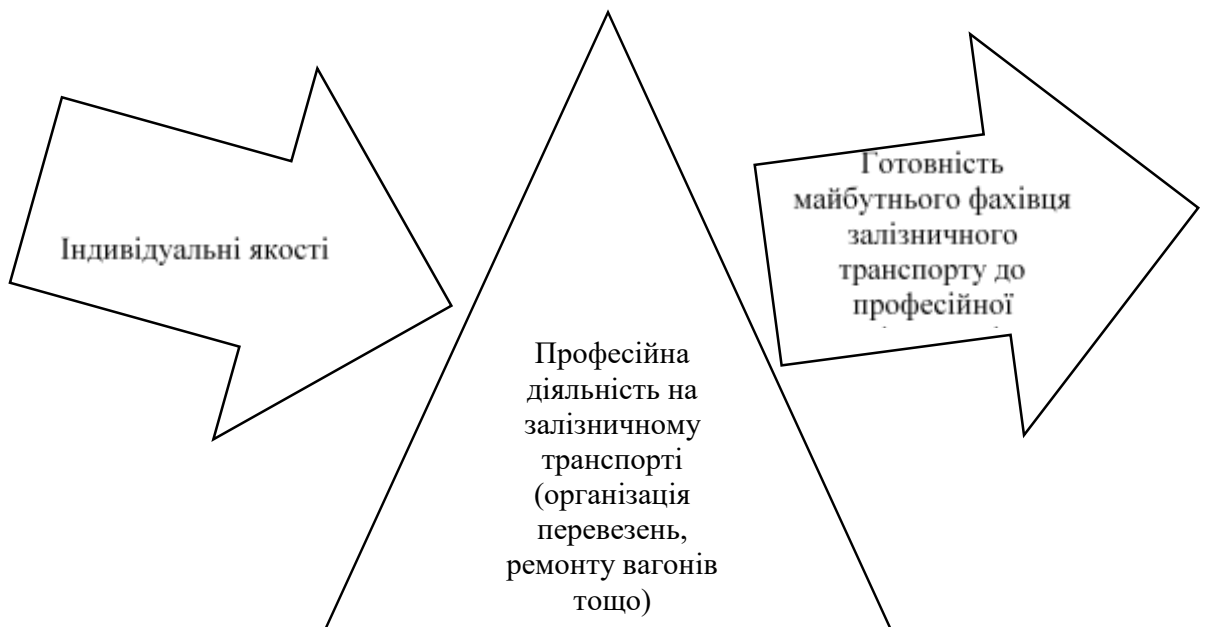 Індивідуальні якості
Професійна
діяльність на
залізничному
транспорті
(організація
перевезень,
ремонту вагонів
тощо)
Готовність
майбутнього фахівця
залізничного
транспорту до
професійної